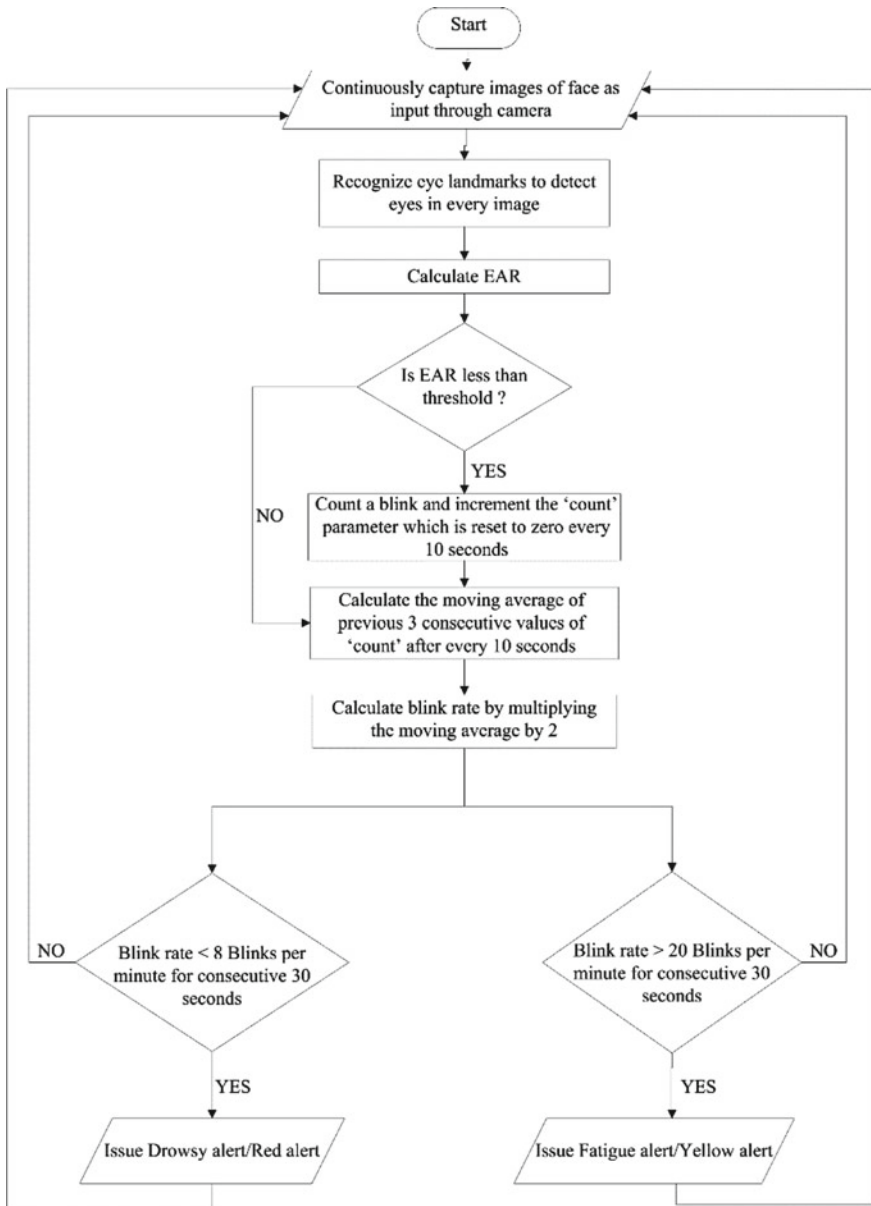 Start
Continuously capture images of face as
input through camera
Recognize eye landmarks to detect
eyes in every image
Calculate EAR
Is EAR less than
threshold ?
YES
NO
Count a blink and increment the ‘count’
parameter which is reset to zero every
10 seconds
Calculate the moving average of
previous 3 consecutive values of
‘count’ after every 10 seconds
Calculate blink rate by multiplying
the moving average by 2
NO
Blink rate < 8 Blinks per
minute for consecutive 30
seconds
YES
Issue Drowsy alert/Red alert
Blink rate > 20 Blinks per
minute for consecutive 30
seconds
NO
YES
Issue Fatigue alert/Yellow alert